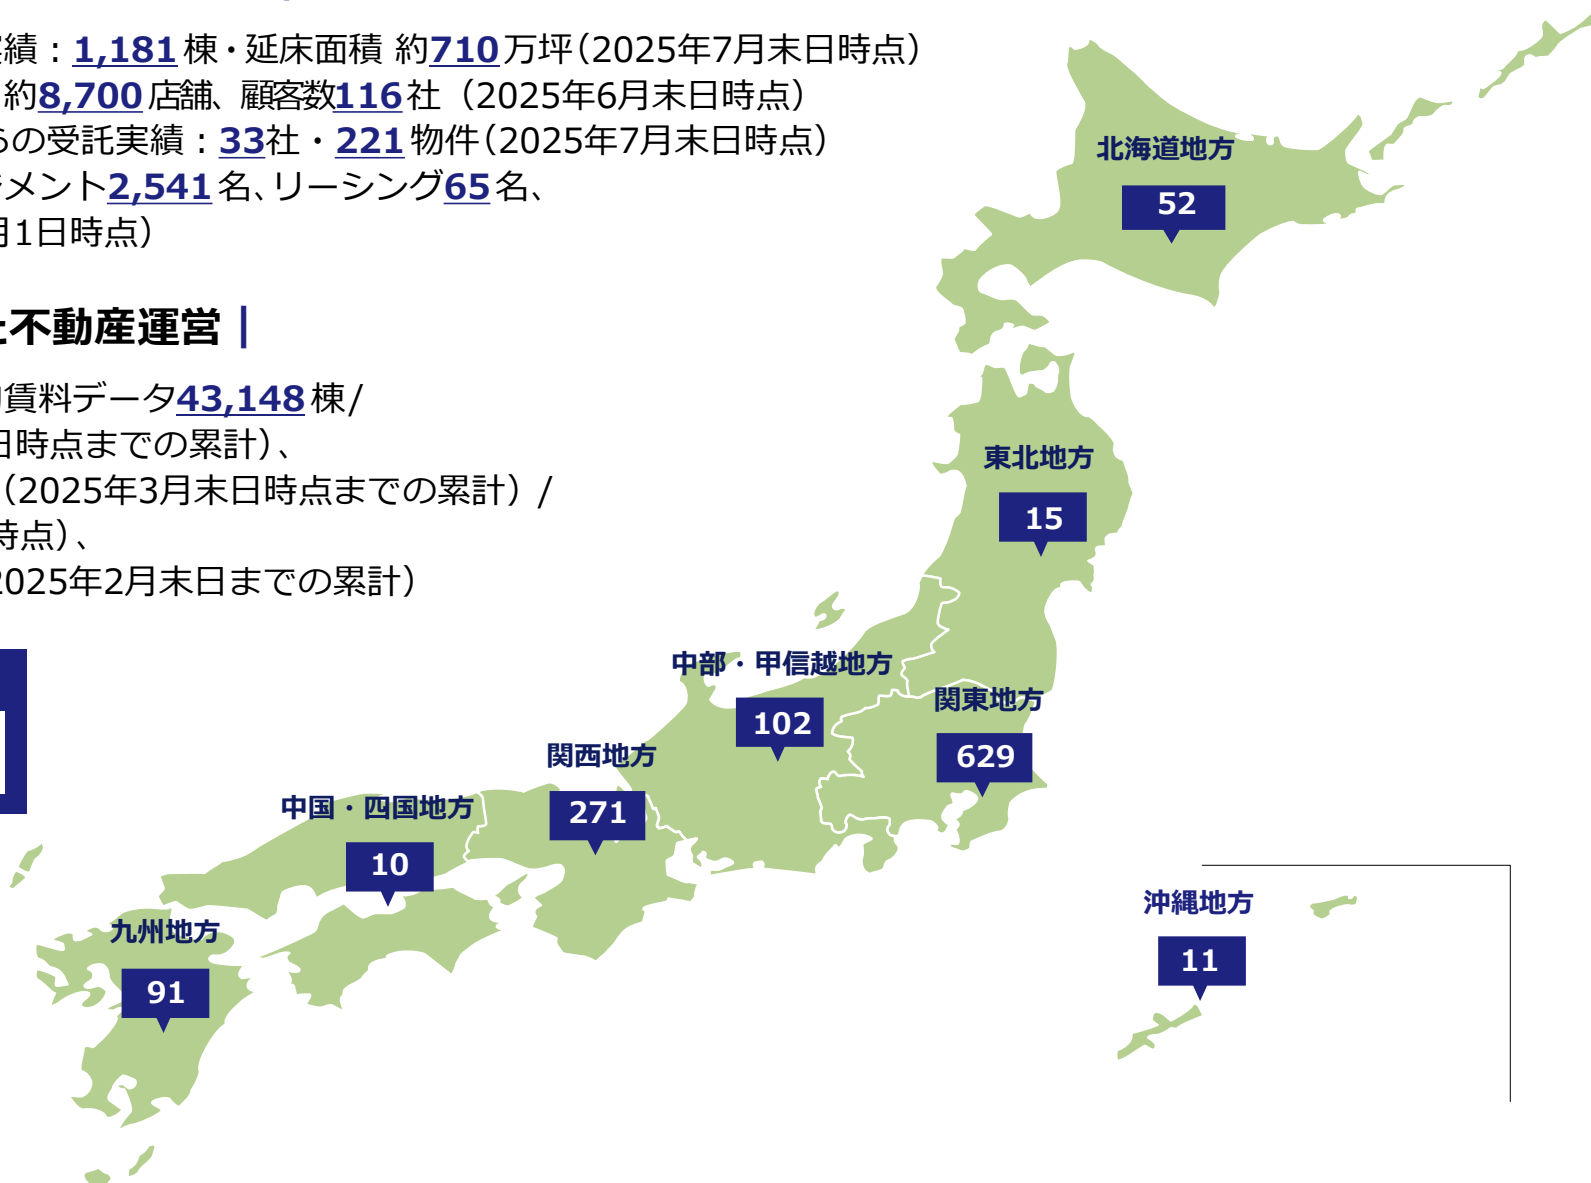 績：1,181棟・延床面積 約710万坪（2025年7月末日時点）
約8,700店舗、顧客数116社（2025年6月末日時点）
らの受託実績：33社・221物件（2025年7月末日時点）
メント2,541名、リーシング65名、
月1日時点）
不動産運営｜
賃料データ43,148棟/
日時点までの累計）、
（2025年3月末日時点までの累計）/
時点）、
2025年2月末日までの累計）
北海道地方
52
東北地方
15
中部・甲信越地方
102
関東地方
629
関西地方
271
中国・四国地方
10
九州地方
91
沖縄地方
11